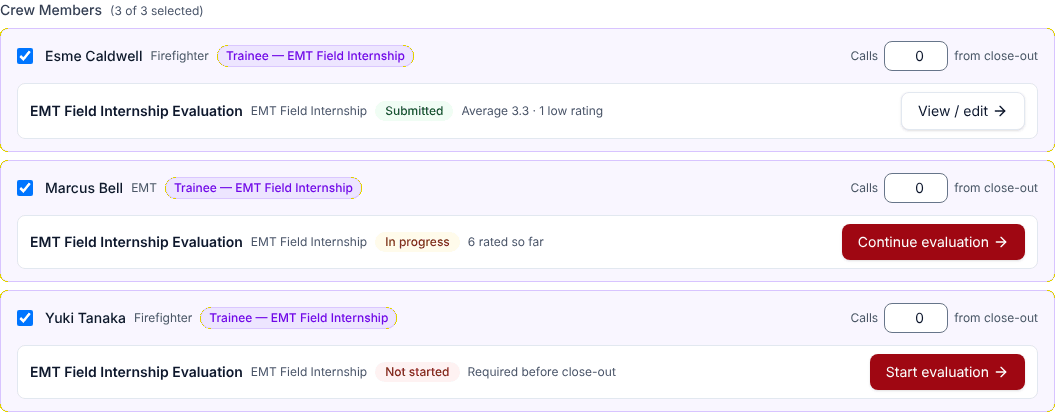 Crew Members (3 of 3 selected)
Esme Caldwell Firefighter Trainee — EMT Field Internship Calls 0 from close-out
EMT Field Internship Evaluation EMT Field Internship Submitted Average 3.3 · 1 low rating View / edit →
Marcus Bell EMT Trainee — EMT Field Internship Calls 0 from close-out
EMT Field Internship Evaluation EMT Field Internship In progress 6 rated so far Continue evaluation →
Yuki Tanaka Firefighter Trainee — EMT Field Internship Calls 0 from close-out
EMT Field Internship Evaluation EMT Field Internship Not started Required before close-out Start evaluation →